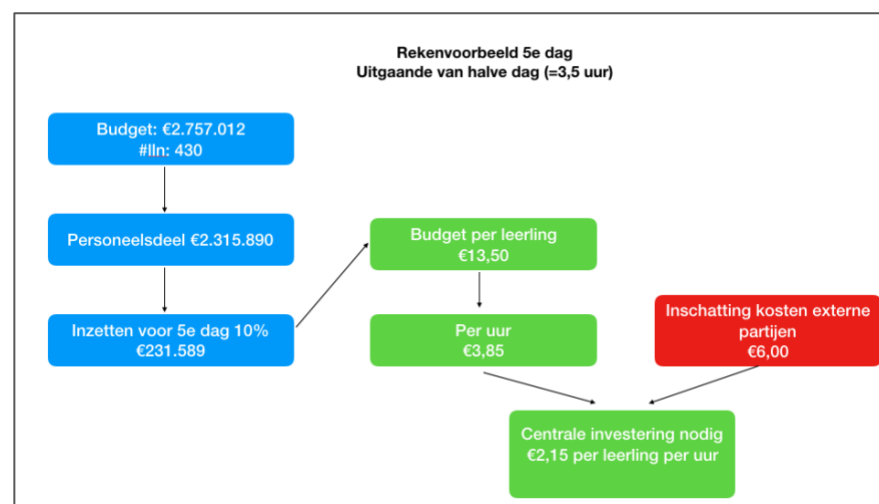 Rekenvoorbeeld 5e dag
Uitgaande van halve dag (=3,5 uur)
Budget: €2.757.012
#lln: 430
Personeelsdeel €2.315.890
Inzetten voor 5e dag 10%
€231.589
Budget per leerling
€13,50
Per uur
€3,85
Inschatting kosten externe
partijen
€6,00
Centrale investering nodig
€2,15 per leerling per uur